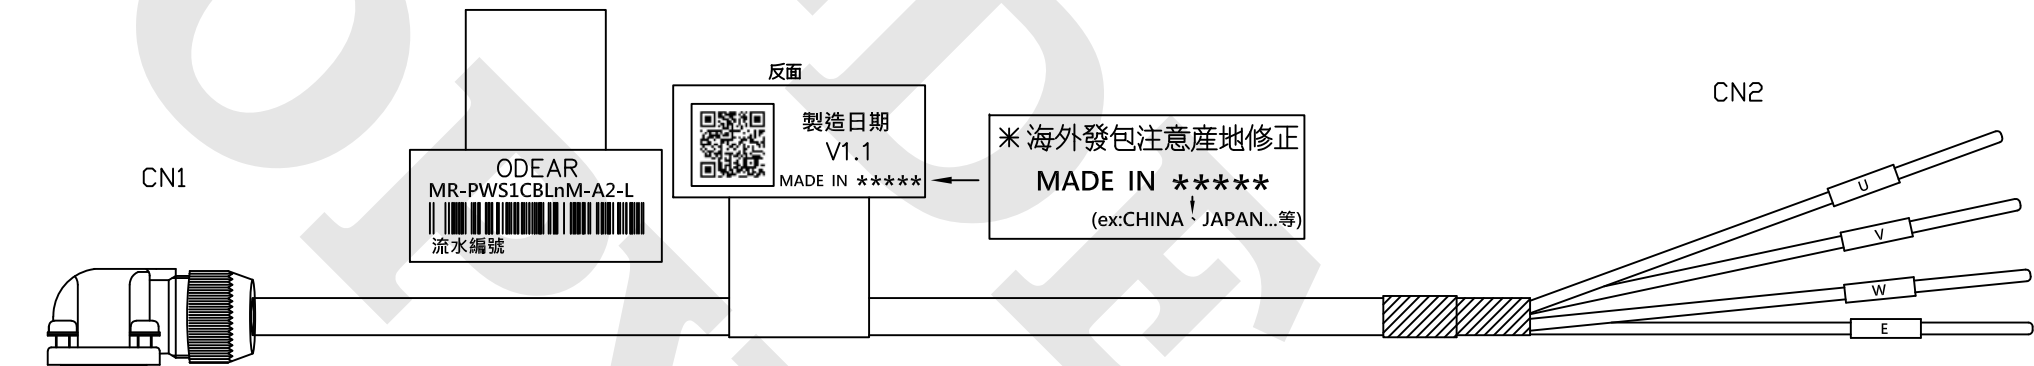 CN1
ODEAR
MR-PWS1CBLnM-A2-L
流水編號
反面
製造日期
V1.1
MADE IN *****
＊海外發包注意産地修正
MADE IN *****
(ex:CHINA、JAPAN...等)
CN2
U
V
W
E